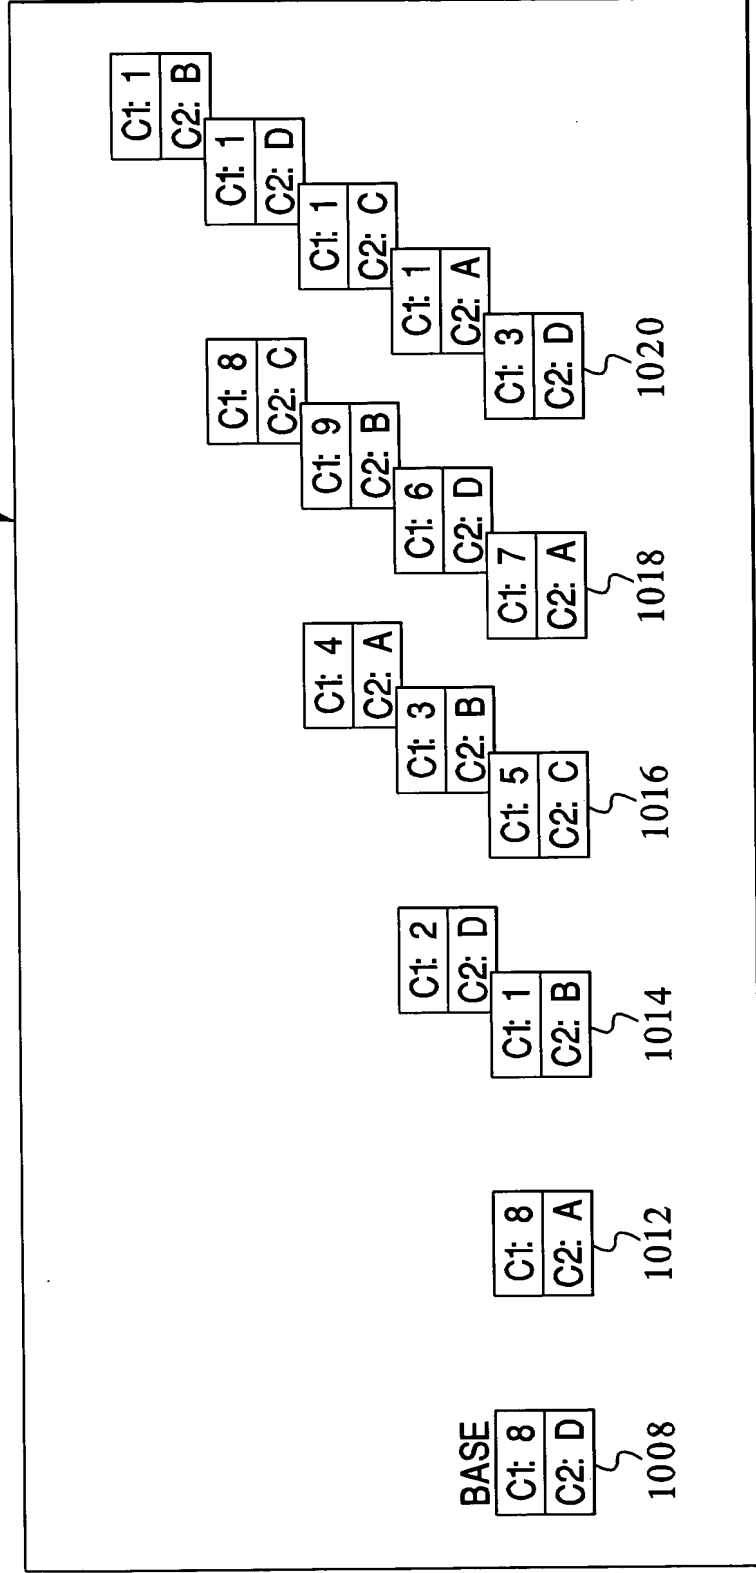 BASE
C1: 8
C2: D
1008
C1: 8
C2: A
1012
C1: 2
C2: D
C1: 1
C2: B
1014
C1: 4
C2: A
C1: 3
C2: B
C1: 5
C2: C
1016
C1: 8
C2: C
C1: 9
C2: B
C1: 6
C2: D
C1: 7
C2: A
1018
C1: 1
C2: B
C1: 1
C2: D
C1: 1
C2: C
C1: 1
C2: A
C1: 3
C2: D
1020